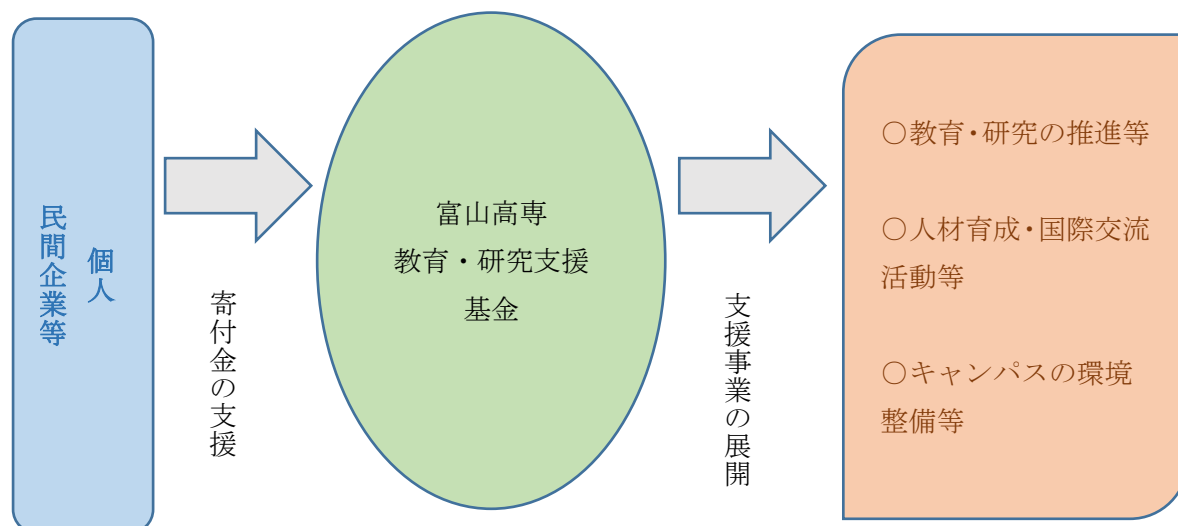 個人
民間企業等
寄付金の支援
富山高専
教育・研究支援
基金
支援事業の展開
〇教育・研究の推進等
〇人材育成・国際交流
活動等
〇キャンパスの環境
整備等